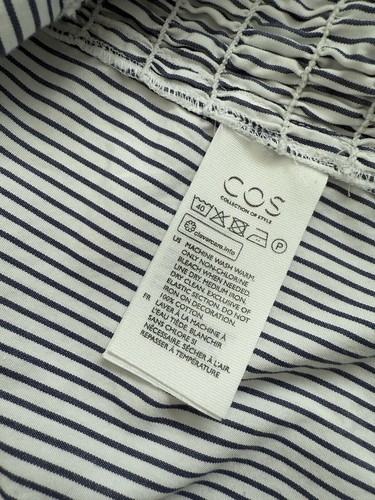 COS
COLLECTION OF STYLE
40
P
clevercare.info
US MACHINE WASH WARM.
ONLY NON-CHLORINE
BLEACH WHEN NEEDED.
LINE DRY. MEDIUM IRON.
DRY CLEAN. EXCLUSIVE OF
ELASTIC SECTION. DO NOT
IRON ON DECORATION.
100% COTTON.
FR LAVER À LA MACHINE À
L'EAU TIÈDE. BLANCHIR
SANS CHLORE SI
NÉCESSAIRE. SÉCHER À L'AIR.
REPASSER À TEMPÉRATURE